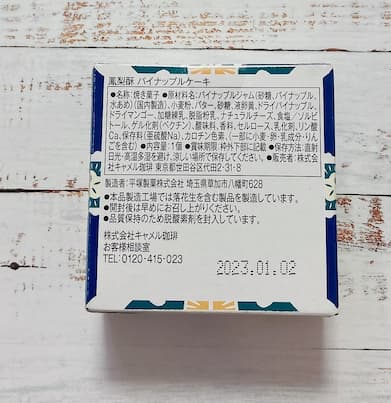 鳳梨酥 パイナップルケーキ
●名称:焼き菓子 ●原材料名:パイナップルジャム(砂糖、パイナップル、
水あめ)(国内製造)、小麦粉、バター、砂糖、液卵黄、ドライパイナップル、
ドライマンゴー、加糖練乳、脱脂粉乳、ナチュラルチーズ、食塩／ソルビ
トール、ゲル化剤(ペクチン)、酸味料、香料、セルロース、乳化剤、リン酸
Ca、保存料(亜硫酸Na)、カロチン色素、(一部に小麦・卵・乳成分・りん
ごを含む) ●内容量:1個 ●賞味期限:枠外下部に記載 ●保存方法:直射
日光・高温多湿を避け、涼しい場所で保存してください。●販売者:株式会
社キャメル珈琲 東京都世田谷区代田2-31-8
製造者:平塚製菓株式会社 埼玉県草加市八幡町628
●本品製造工場では落花生を含む製品を製造しています。
●開封後は早めにお召し上がりください。
●品質保持のため脱酸素剤を封入しています。
株式会社キャメル珈琲
お客様相談室
TEL:0120-415-023
2023.01.02